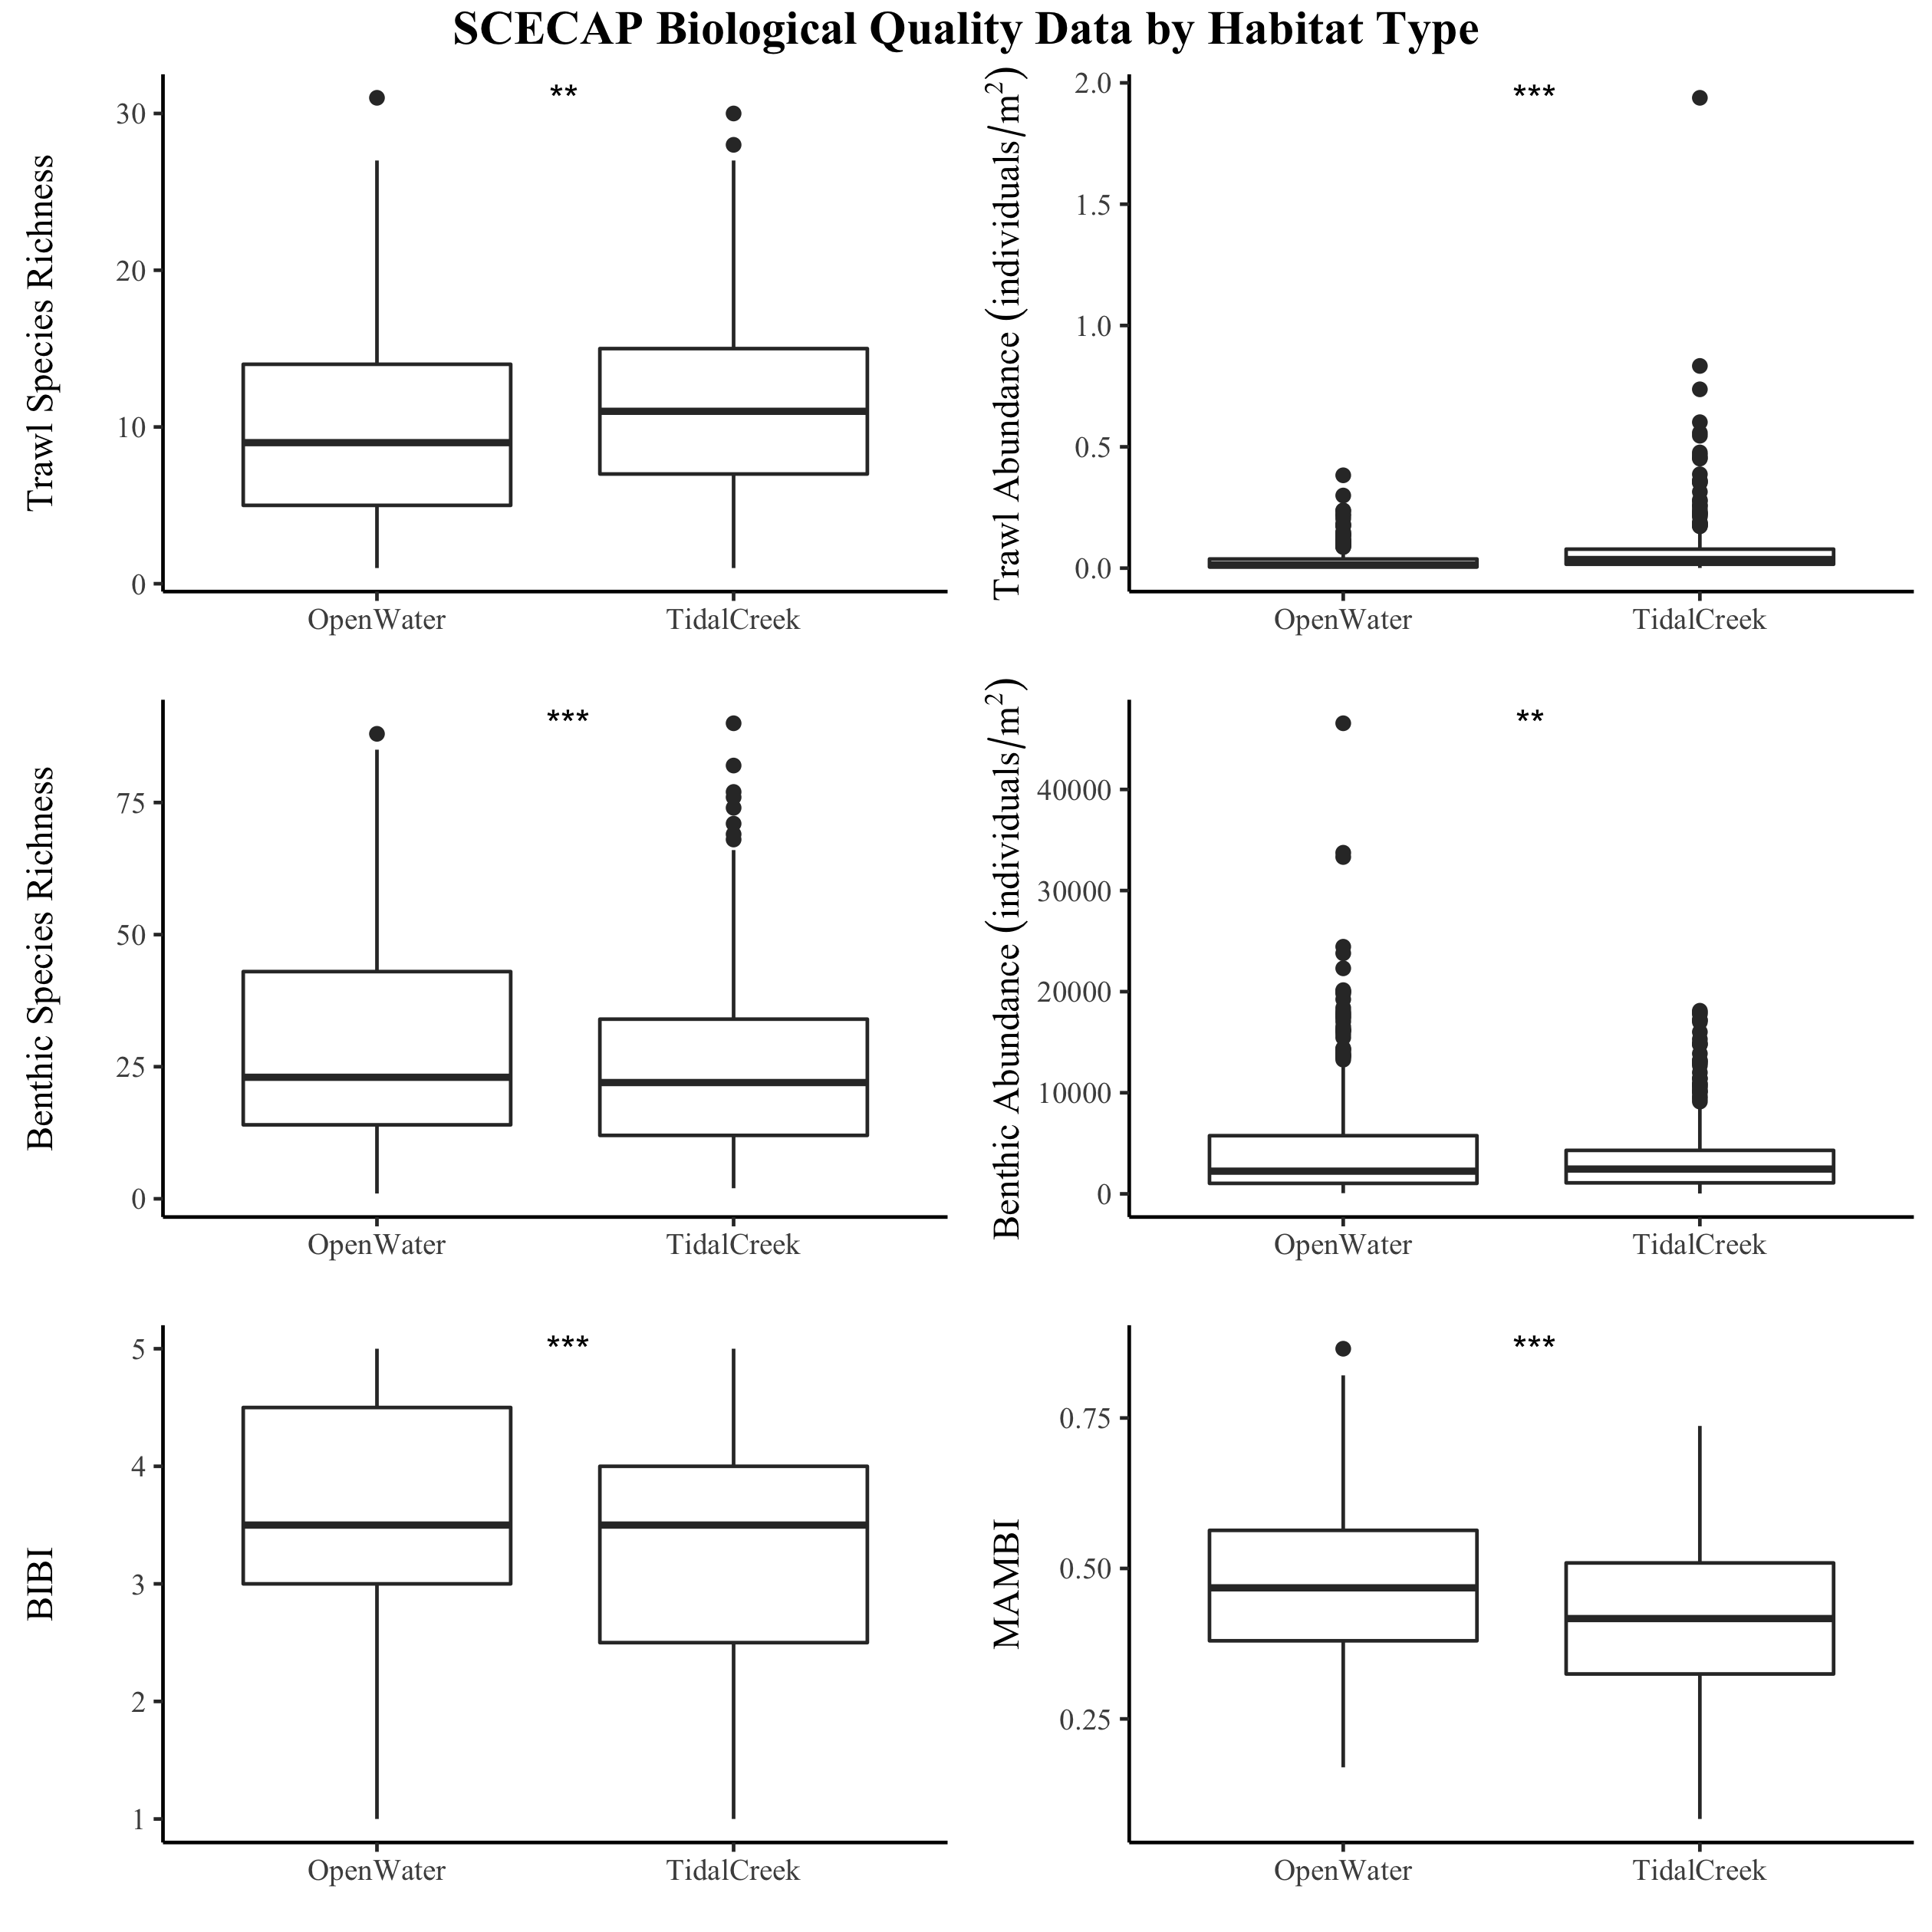 SCECAP Biological Quality Data by Habitat Type
Trawl Species Richness
30
20
10
0
**
OpenWater
TidalCreek
Trawl Abundance (individuals/m²)
2.0
1.5
1.0
0.5
0.0
***
OpenWater
TidalCreek
Benthic Species Richness
75
50
25
0
***
OpenWater
TidalCreek
Benthic Abundance (individuals/m²)
40000
30000
20000
10000
0
**
OpenWater
TidalCreek
BIBI
5
4
3
2
1
***
OpenWater
TidalCreek
MAMBI
0.75
0.50
0.25
***
OpenWater
TidalCreek